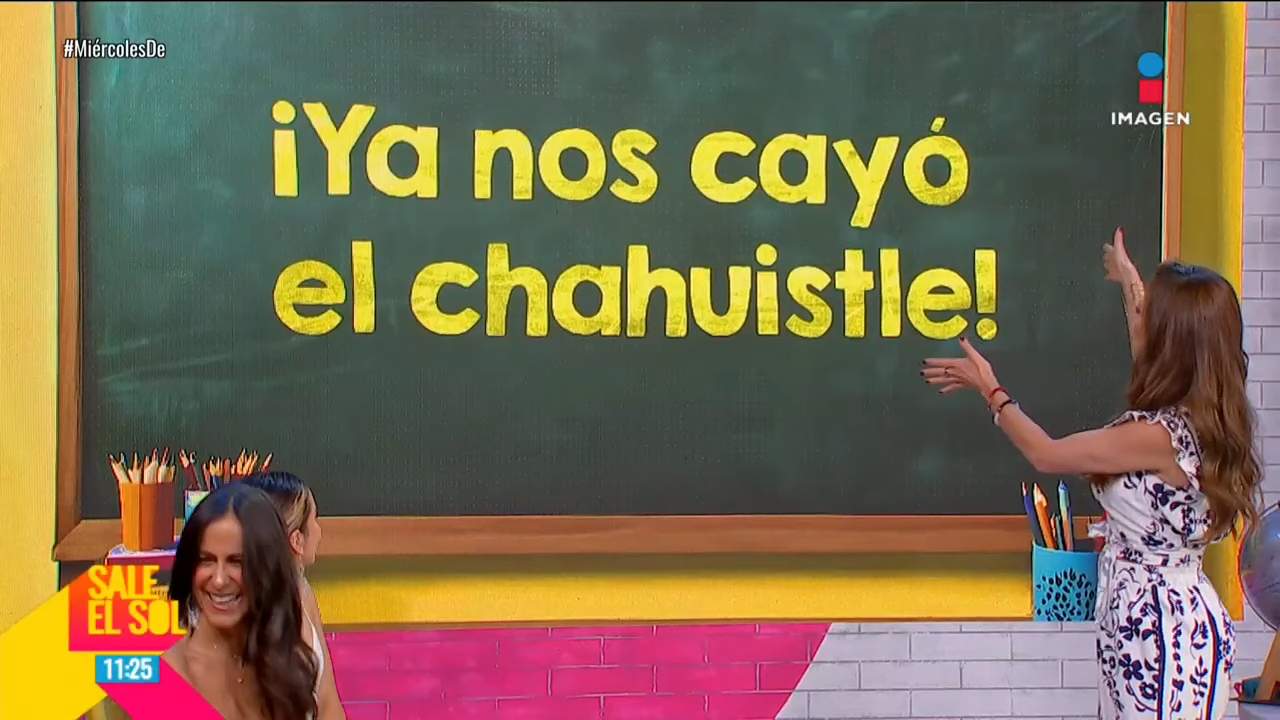 #MiércolesDe
IMAGEN
¡Ya nos cayó
el chahuistle!
SALE
EL SOL
11:25